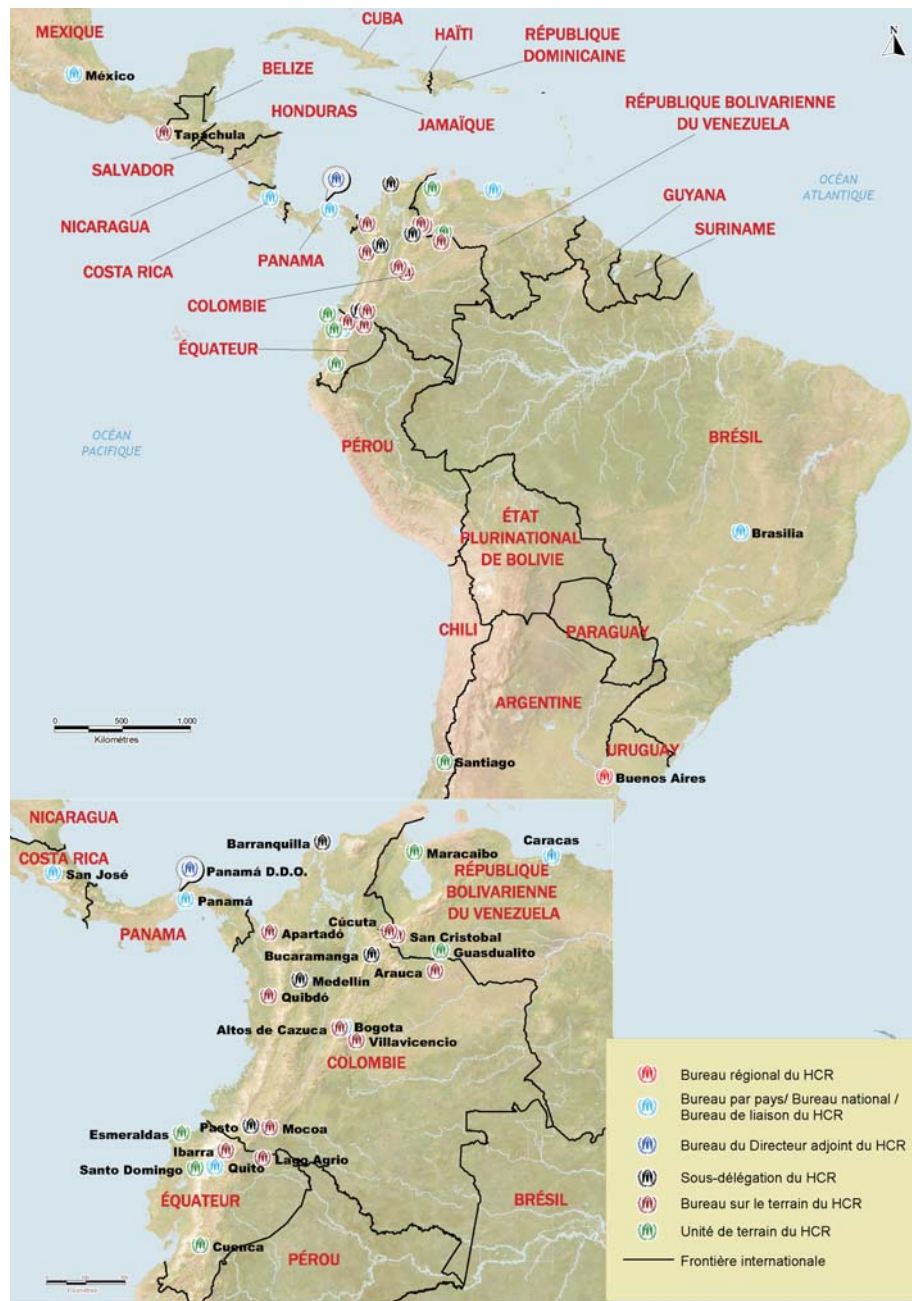 CUBA
MEXIQUE
HAÏTI
RÉPUBLIQUE
DOMINICAINE
N
México
BELIZE
HONDURAS
JAMAÏQUE
RÉPUBLIQUE BOLIVARIENNE
DU VENEZUELA
Tapachula
SALVADOR
OCÉAN
ATLANTIQUE
GUYANA
NICARAGUA
SURINAME
PANAMA
COSTA RICA
COLOMBIE
ÉQUATEUR
OCÉAN
PACIFIQUE
PÉROU
BRÉSIL
ÉTAT
PLURINATIONAL
DE BOLIVIE
Brasilia
CHILI
PARAGUAY
ARGENTINE
0 500 1,000
Kilomètres
URUGUAY
Santiago
Buenos Aires
NICARAGUA
Barranquilla
Caracas
COSTA RICA
Maracaibo
San José
Panamá D.D.O.
RÉPUBLIQUE
BOLIVARIENNE
DU VENEZUELA
Panamá
PANAMA
Apartadó
Cúcuta
San Cristobal
Bucaramanga
Guasdualito
Arauca
Medellín
Quibdó
Altos de Cazuca
Bogota
Villavicencio
COLOMBIE
Pasto
Mocoa
Esmeraldas
Ibarra
Lago Agrio
Santo Domingo
Quito
ÉQUATEUR
BRÉSIL
Cuenca
PÉROU
Kilomètres
Bureau régional du HCR
Bureau par pays/ Bureau national /
Bureau de liaison du HCR
Bureau du Directeur adjoint du HCR
Sous-délégation du HCR
Bureau sur le terrain du HCR
Unité de terrain du HCR
Frontière internationale